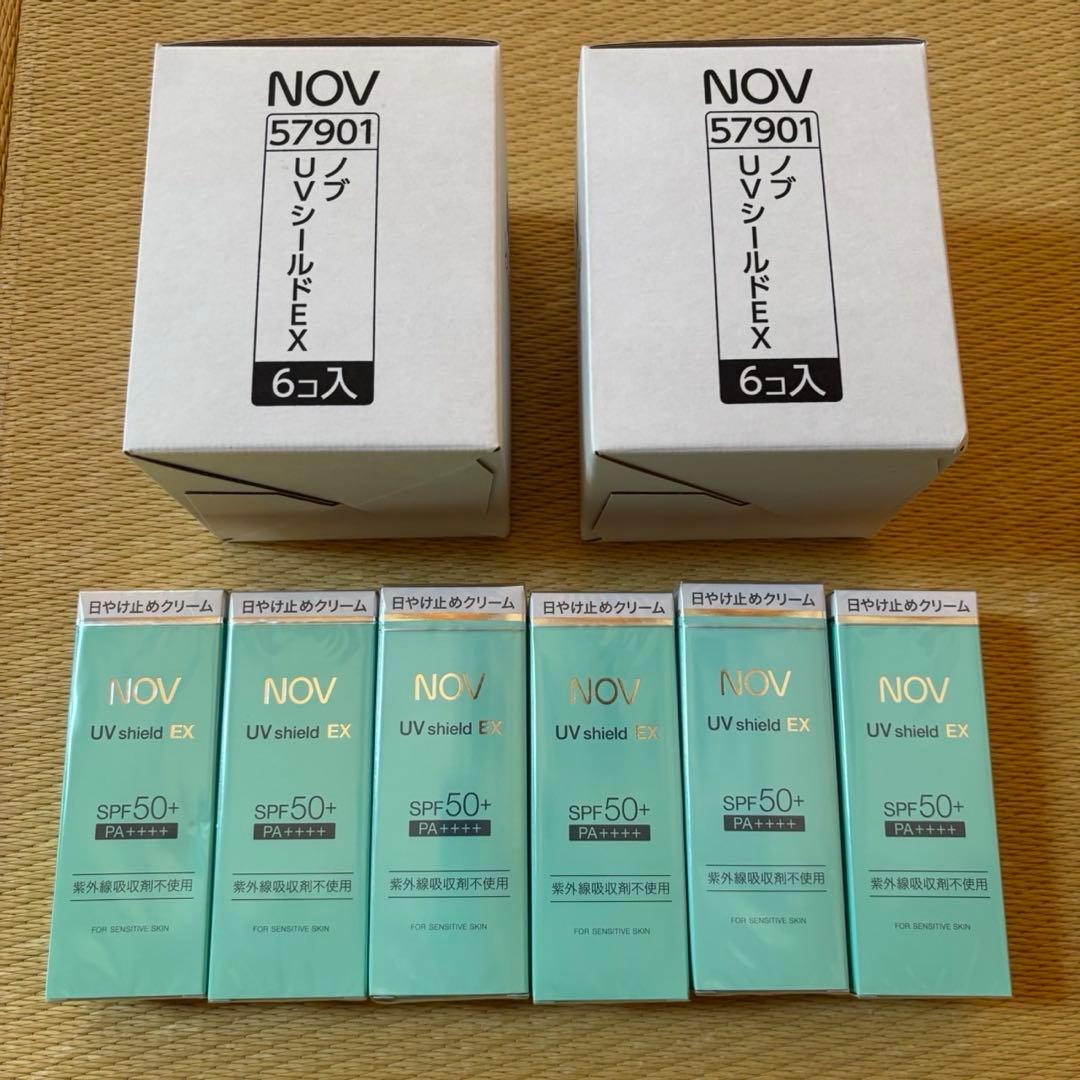 NOV
57901
ノブ
UVシールドEX
6コ入
NOV
57901
ノブ
UVシールドEX
6コ入
日やけ止めクリーム
NOV
UV shield EX
SPF50+
PA++++
紫外線吸収剤不使用
FOR SENSITIVE SKIN
日やけ止めクリーム
NOV
UV shield EX
SPF50+
PA++++
紫外線吸収剤不使用
FOR SENSITIVE SKIN
日やけ止めクリーム
NOV
UV shield EX
SPF50+
PA++++
紫外線吸収剤不使用
FOR SENSITIVE SKIN
日やけ止めクリーム
NOV
UV shield EX
SPF50+
PA++++
紫外線吸収剤不使用
FOR SENSITIVE SKIN
日やけ止めクリーム
NOV
UV shield EX
SPF50+
PA++++
紫外線吸収剤不使用
FOR SENSITIVE SKIN
日やけ止めクリーム
NOV
UV shield EX
SPF50+
PA++++
紫外線吸収剤不使用
FOR SENSITIVE SKIN